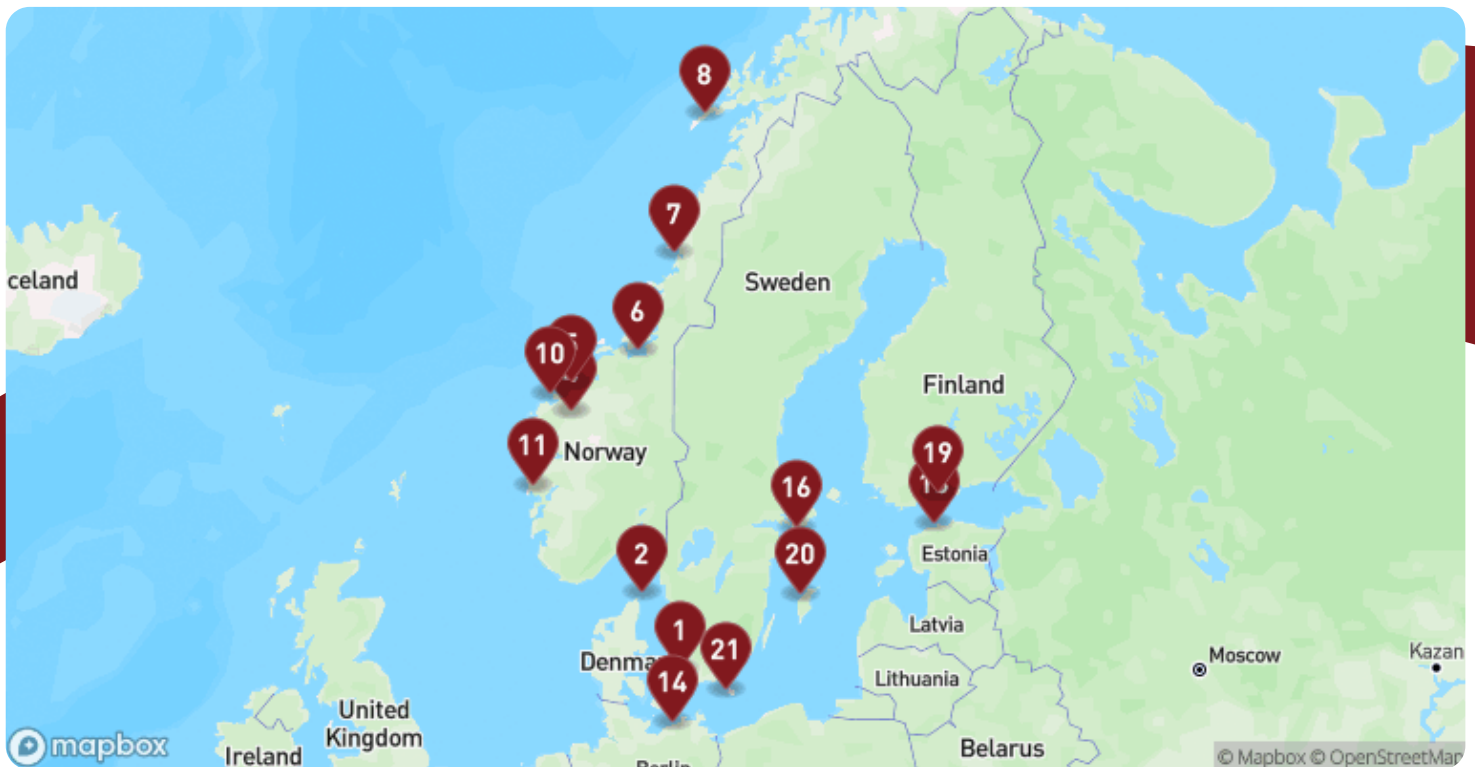 8
7
celand
Sweden
6
10
Finland
11
Norway
19
16
2
20
Estonia
1
Latvia
21
Denma
Moscow
Kazan
14
Lithuania
United
Kingdom
mapbox
Ireland
Belarus
© Mapbox © OpenStreetMap